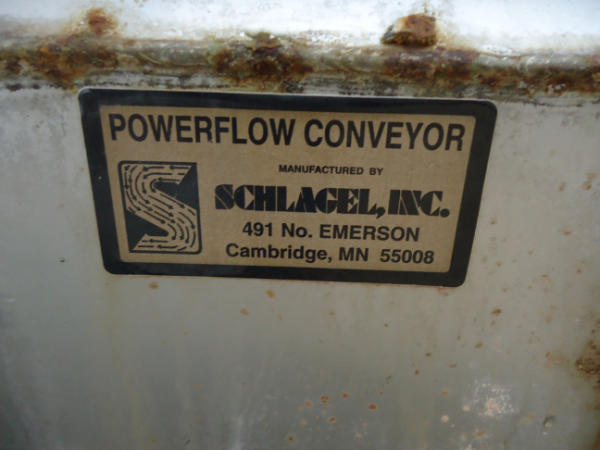 POWERFLOW CONVEYOR
MANUFACTURED BY
SCHLAGEL, INC.
491 No. EMERSON
Cambridge, MN 55008